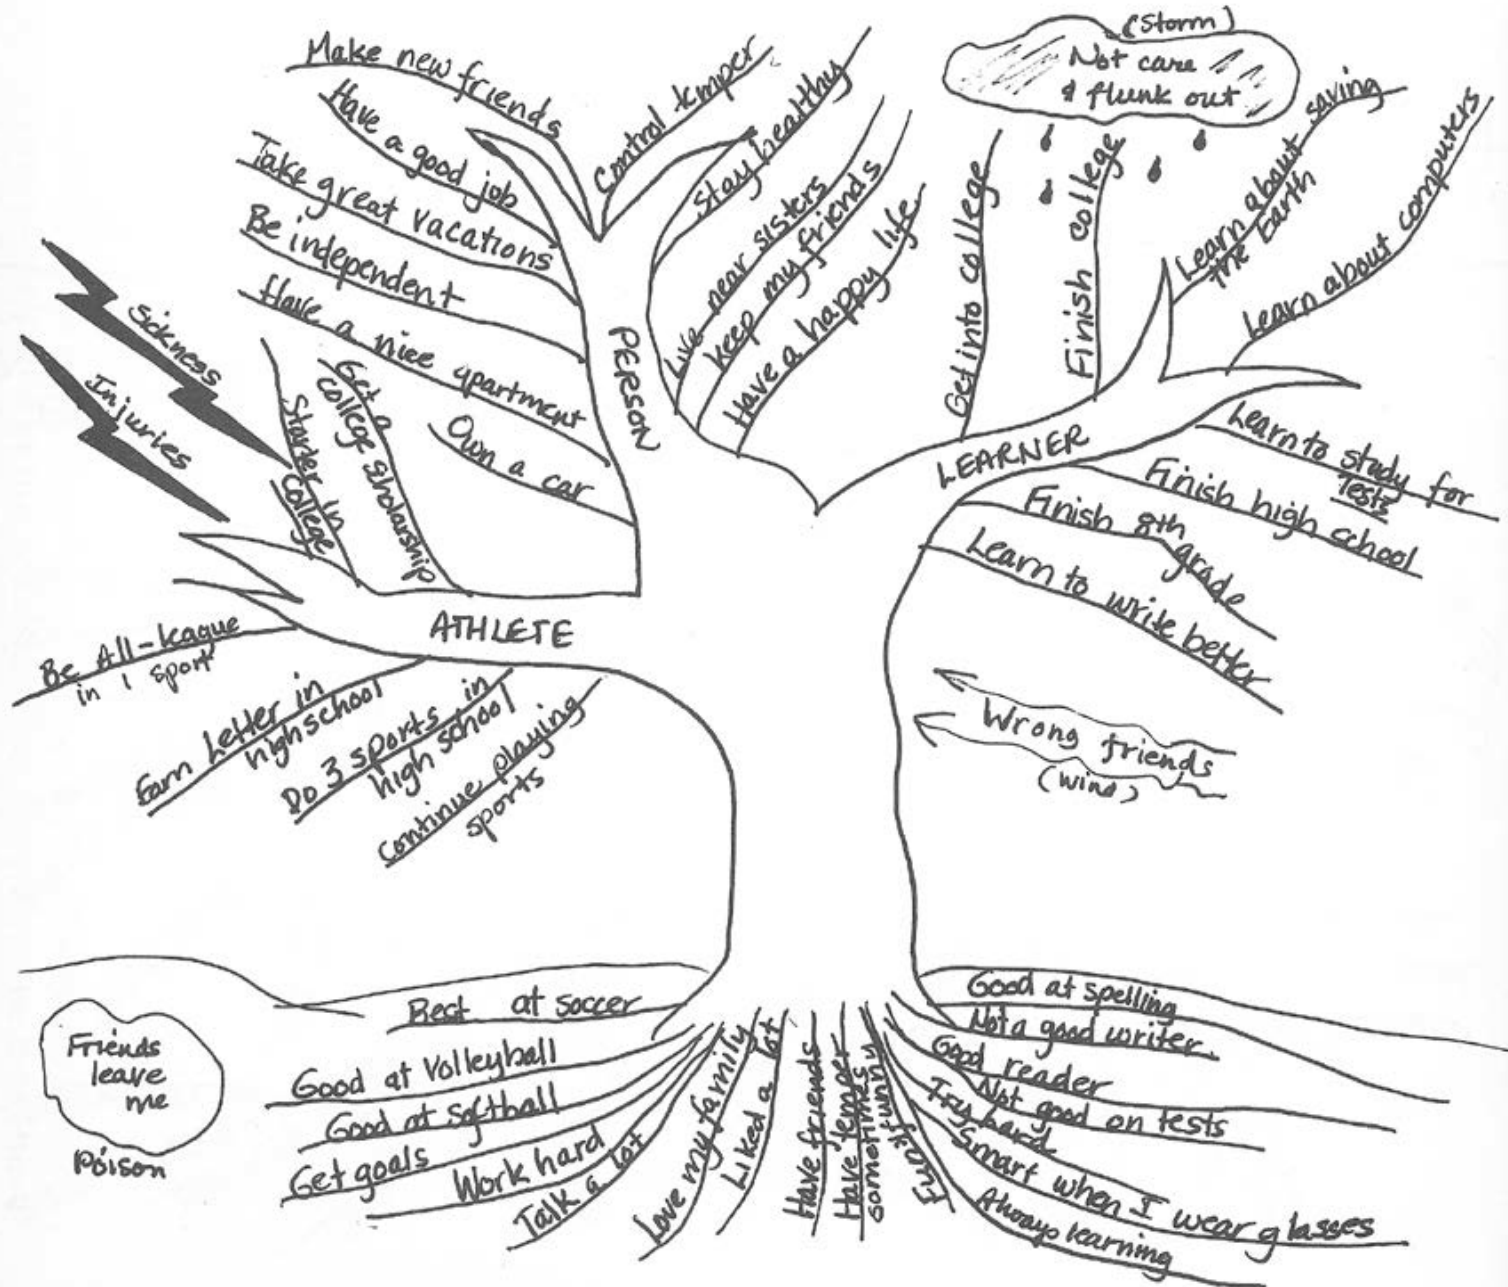 (Storm)
Not care
& flunk out
Make new friends
Have a good job
Take great vacations
Be independent
Have a nice apartment
Own a car
PERSON
Control temper
Stay healthy
Live near sisters
keep my friends
Have a happy life
Get into college
Finish college
Learn about saving
the Earth
Learn about computers
LEARNER
Learn to study for
Tests
Finish high school
Finish 8th grade
Learn to write better
Wrong friends
(wind)
Sickness
Injuries
Starter in
college
Get a
college scholarship
ATHLETE
Be All-league
in 1 sport
Earn Letter in
high school
Do 3 sports in
high school
continue playing
sports
Friends
leave
me
Poison
Best at soccer
Good at Volleyball
Good at softball
Get goals
Work hard
Talk a lot
Love my family
Liked a lot
Have friends
Have temper
sometimes
Funky
Good at spelling
Not a good writer
Good reader
Not good on tests
Try hard
Smart when I wear glasses
Always learning